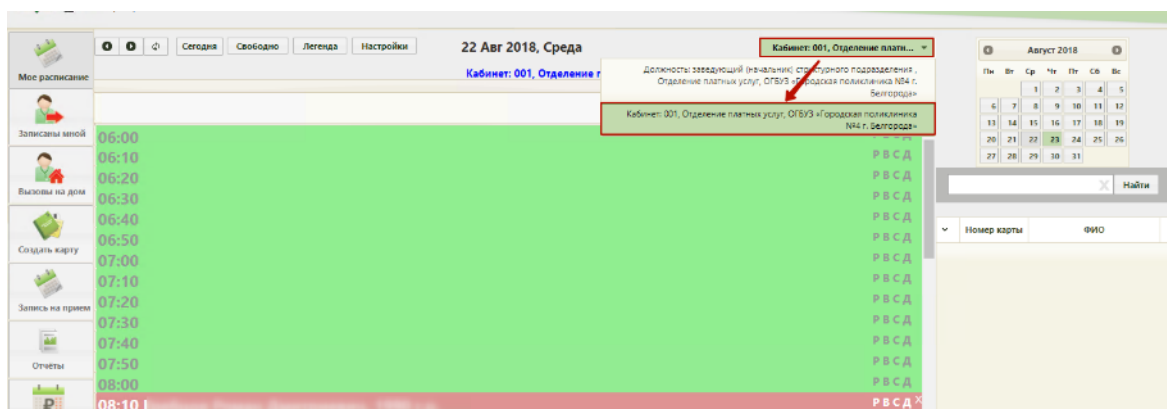 Сегодня Свободно Легенда Настройки
22 Авг 2018, Среда
Кабинет: 001, Отделение платн...
Кабинет: 001, Отделение
Должность: заведующий (начальник) структурного подразделения ,
Отделение платных услуг, ОГБУЗ «Городская поликлиника №4 г.
Белгорода»
Кабинет: 001, Отделение платных услуг, ОГБУЗ «Городская поликлиника
№4 г. Белгорода»
Мое расписание
Записаны мной
Вызовы на дом
Создать карту
Запись на прием
Отчёты
06:00
06:10 Р В С Д
06:20 Р В С Д
06:30 Р В С Д
06:40 Р В С Д
06:50 Р В С Д
07:00 Р В С Д
07:10 Р В С Д
07:20 Р В С Д
07:30 Р В С Д
07:40 Р В С Д
07:50 Р В С Д
08:00 Р В С Д
08:10 Р В С Д X
Август 2018
Пн Вт Ср Чт Пт Сб Вс
1 2 3 4 5
6 7 8 9 10 11 12
13 14 15 16 17 18 19
20 21 22 23 24 25 26
27 28 29 30 31
X Найти
Номер карты ФИО